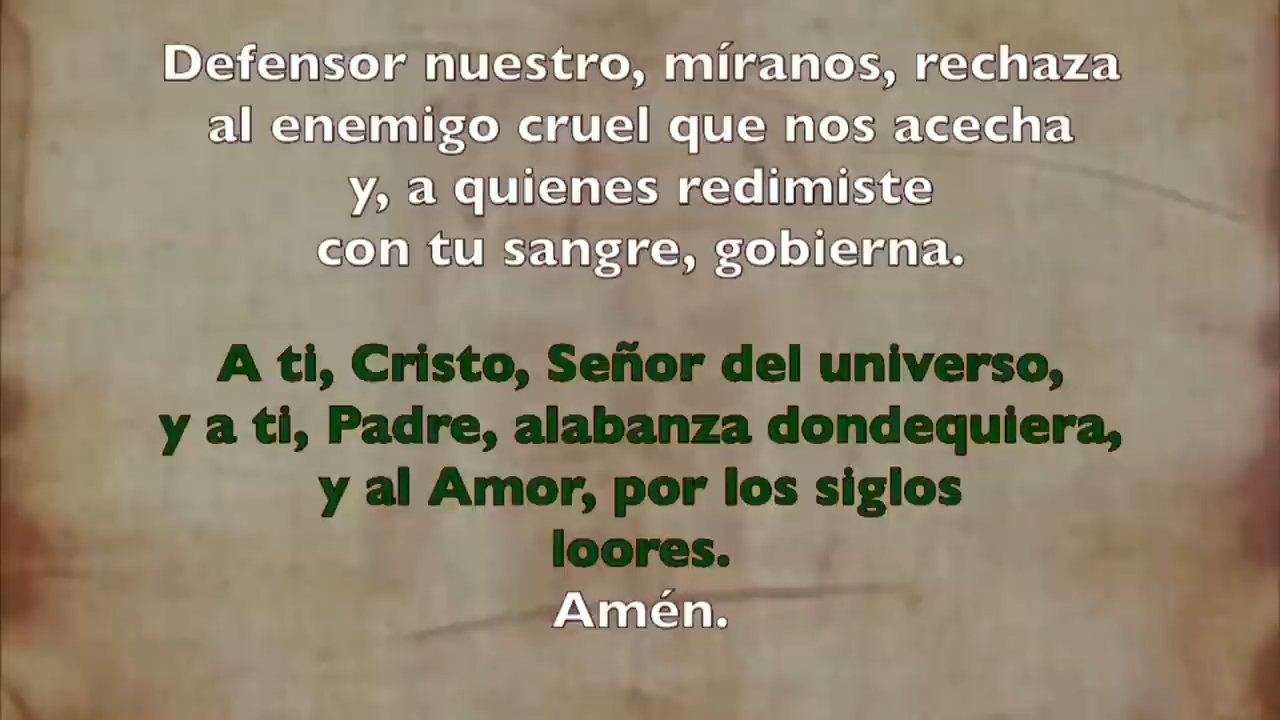 Defensor nuestro, míranos, rechaza
al enemigo cruel que nos acecha
y, a quienes redimiste
con tu sangre, gobierna.
A ti, Cristo, Señor del universo,
y a ti, Padre, alabanza dondequiera,
y al Amor, por los siglos
loores.
Amén.